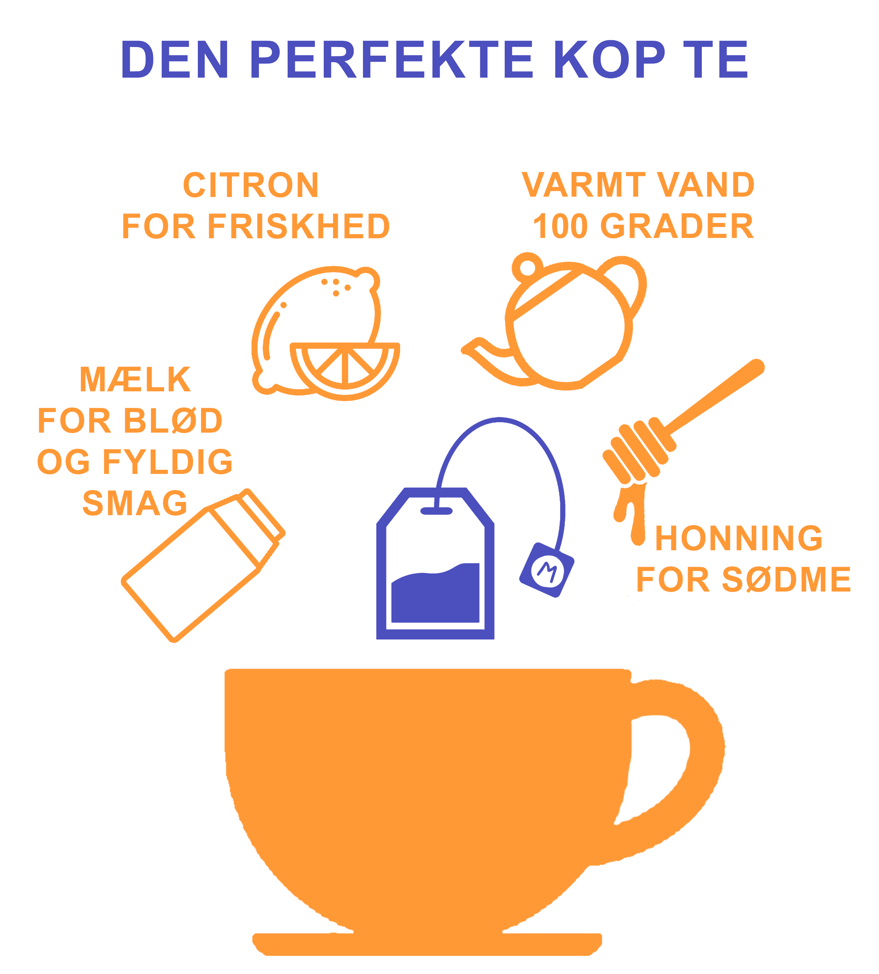 DEN PERFEKTE KOP TE
CITRON
FOR FRISKHED
VARMT VAND
100 GRADER
MÆLK
FOR BLØD
OG FYLDIG
SMAG
HONNING
FOR SØDME
M